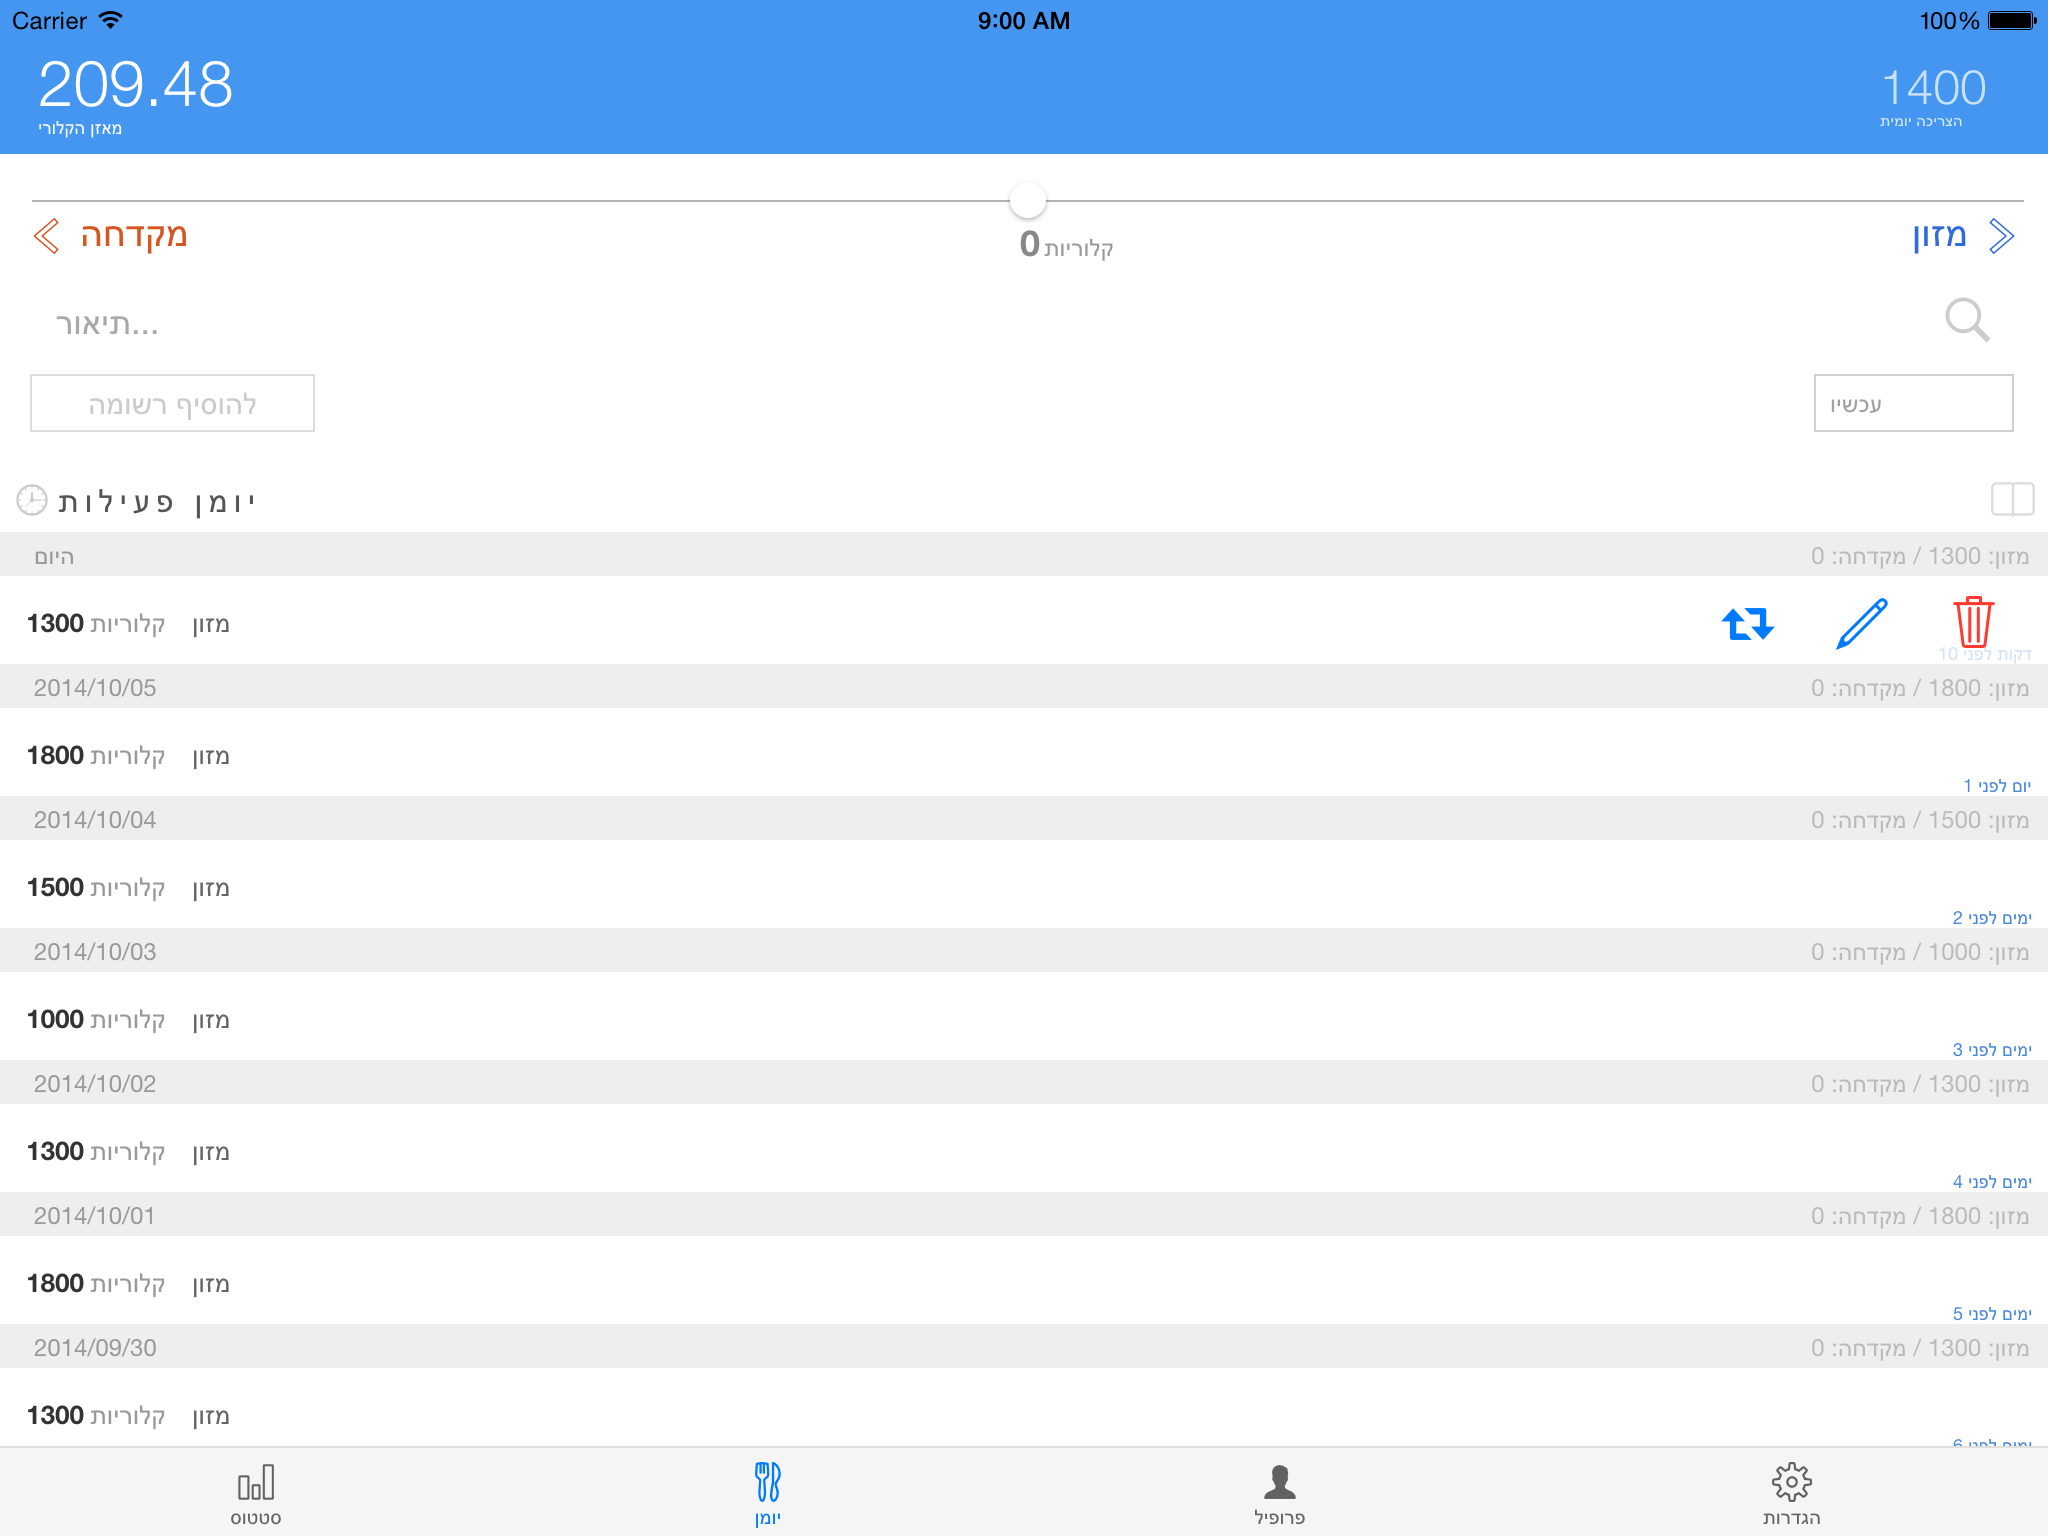 Carrier 9:00 AM 100%
209.48 1400
מאזן הקלורי הצריכה יומית
מקדחה 0 קלוריות מזון
תיאור...
להוסיף רשומה עכשיו
יומן פעילות
היום מזון: 1300 / מקדחה: 0
1300 קלוריות מזון
דקות לפני 10
2014/10/05 מזון: 1800 / מקדחה: 0
1800 קלוריות מזון
יום לפני 1
2014/10/04 מזון: 1500 / מקדחה: 0
1500 קלוריות מזון
ימים לפני 2
2014/10/03 מזון: 1000 / מקדחה: 0
1000 קלוריות מזון
ימים לפני 3
2014/10/02 מזון: 1300 / מקדחה: 0
1300 קלוריות מזון
ימים לפני 4
2014/10/01 מזון: 1800 / מקדחה: 0
1800 קלוריות מזון
ימים לפני 5
2014/09/30 מזון: 1300 / מקדחה: 0
1300 קלוריות מזון
ימים לפני 6
סטטוס יומן פרופיל הגדרות